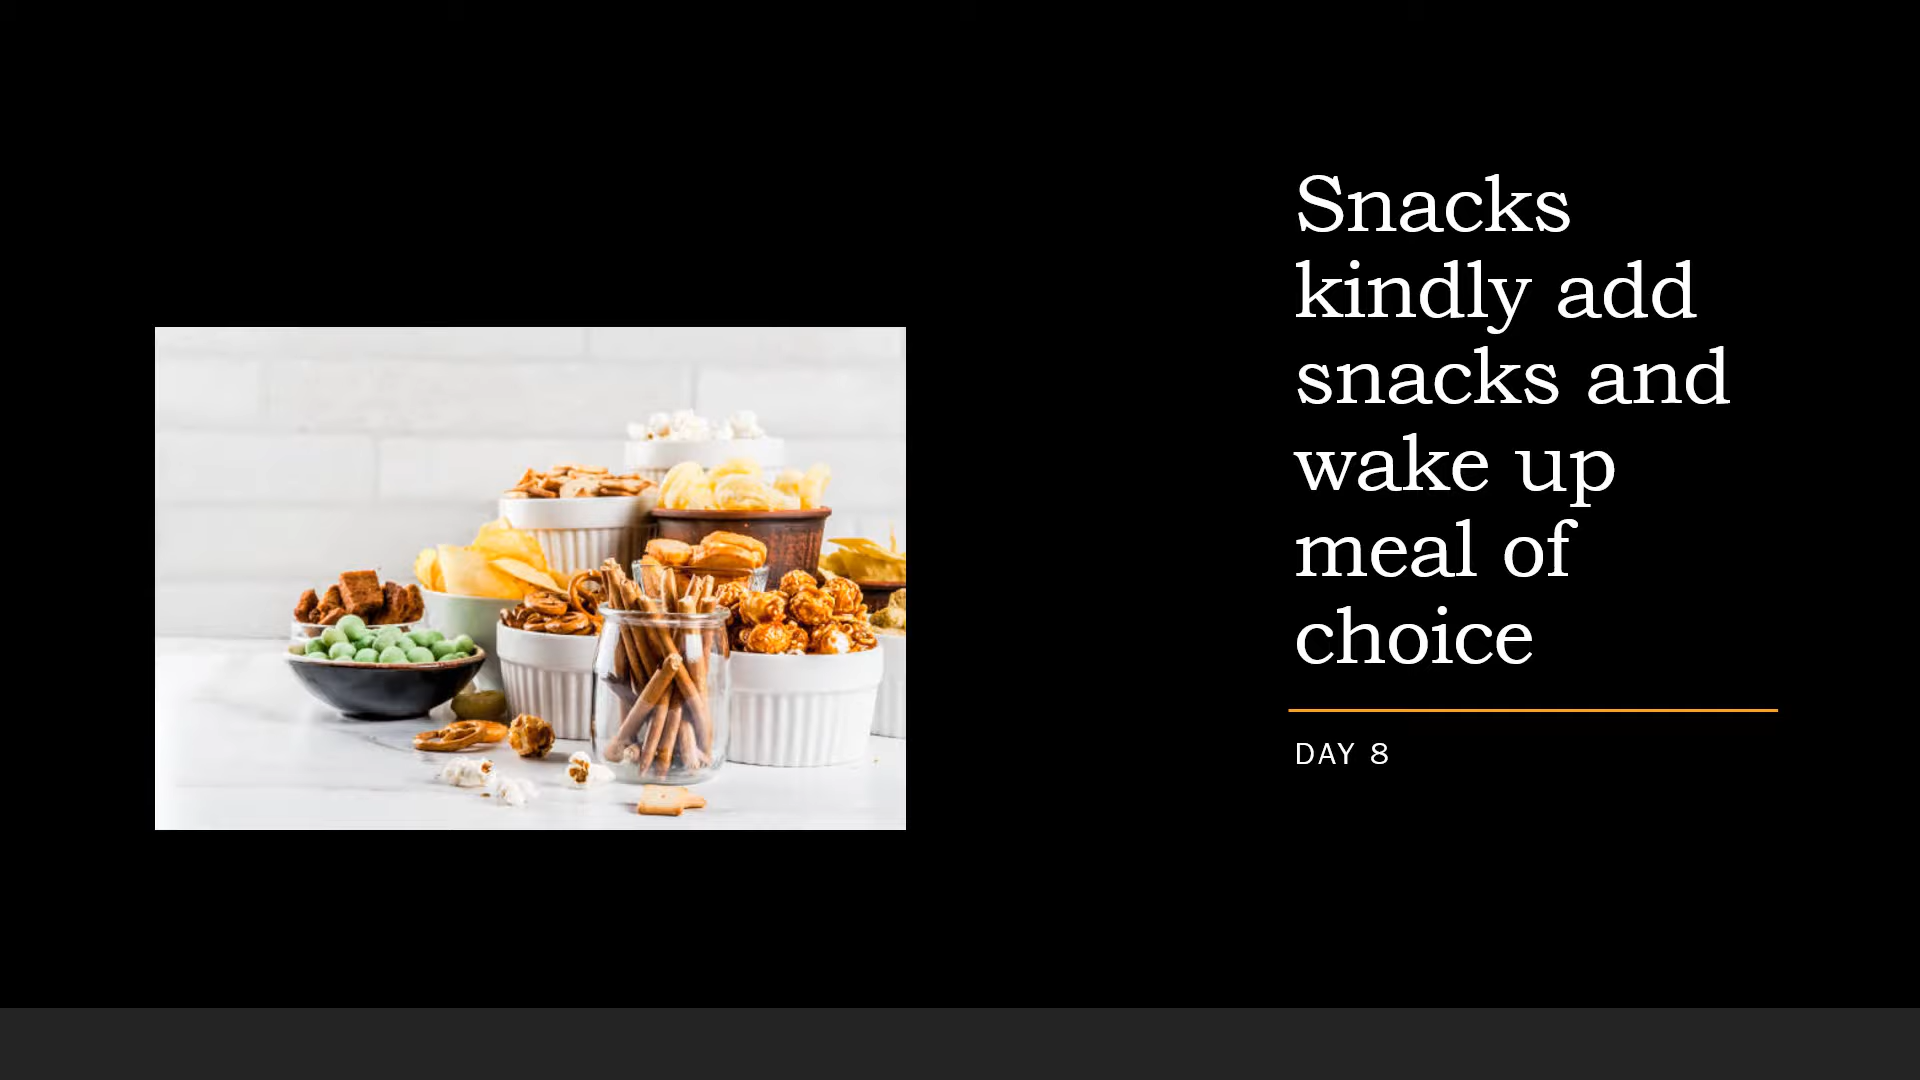 Snacks
kindly add
snacks and
wake up
meal of
choice
DAY 8